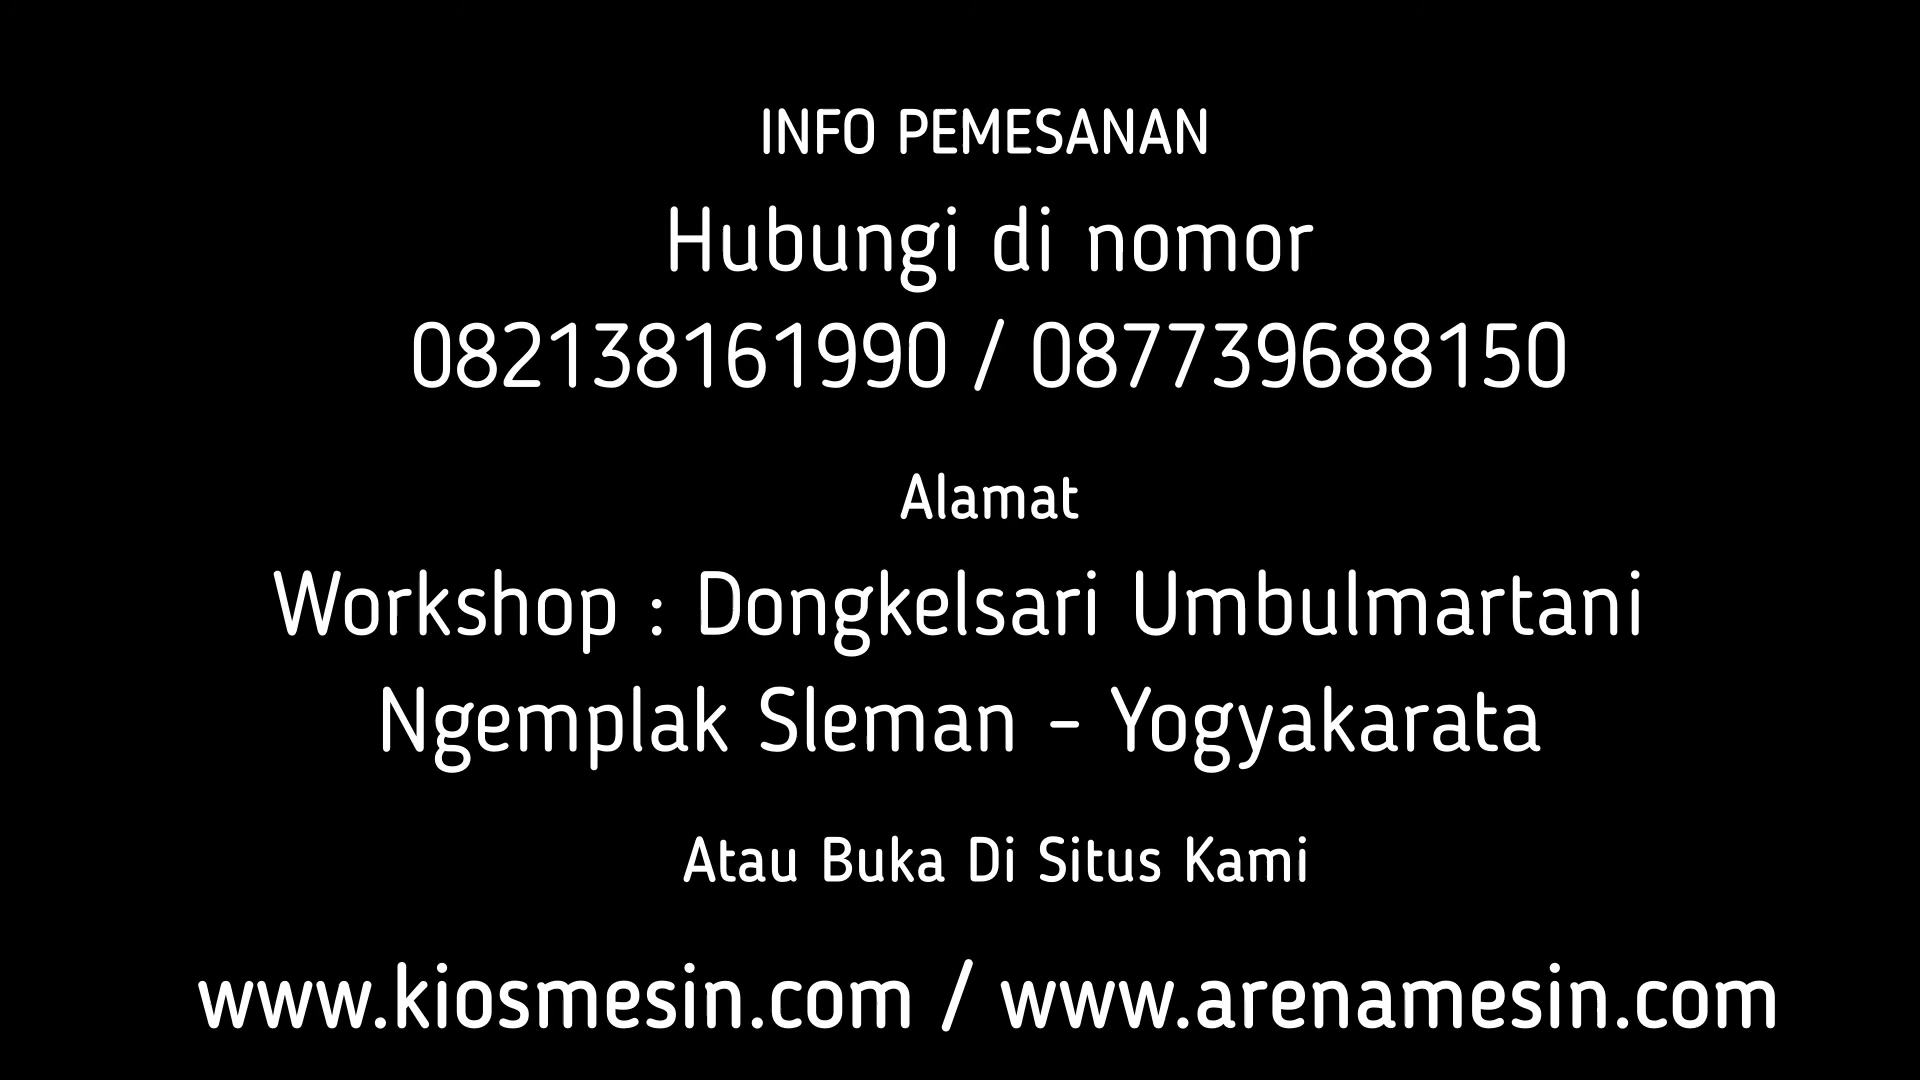 INFO PEMESANAN
Hubungi di nomor
082138161990 / 087739688150
Alamat
Workshop : Dongkelsari Umbulmartani
Ngemplak Sleman - Yogyakarata
Atau Buka Di Situs Kami
www.kiosmesin.com / www.arenamesin.com